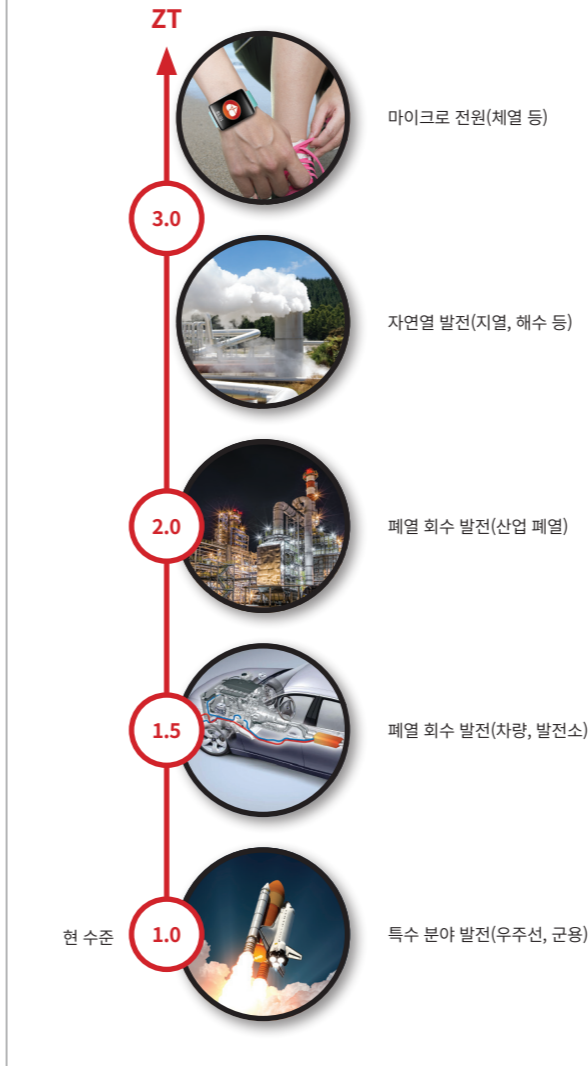 ZT
마이크로 전원(체열 등)
3.0
자연열 발전(지열, 해수 등)
2.0
폐열 회수 발전(산업 폐열)
1.5
폐열 회수 발전(차량, 발전소)
현 수준
1.0
특수 분야 발전(우주선, 군용)